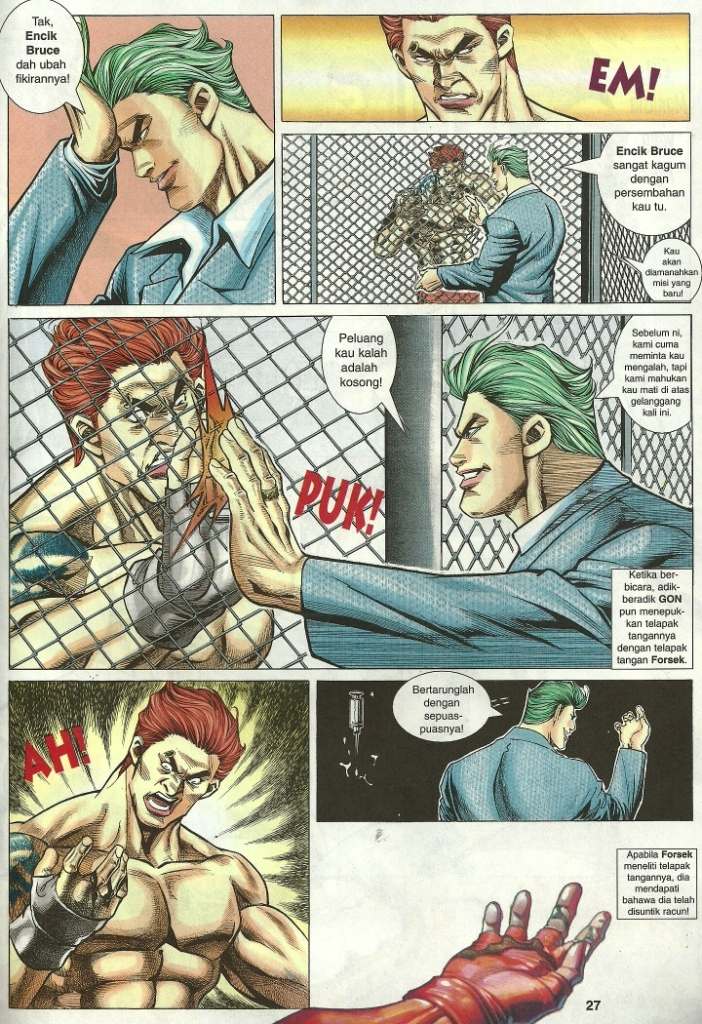 Tak,
Encik
Bruce
dah ubah
fikirannya!
EM!
Encik Bruce
sangat kagum
dengan
persembahan
kau tu.
Kau
akan
diamanahkan
misi yang
baru!
Peluang
kau kalah
adalah
kosong!
Sebelum ni,
kami cuma
meminta kau
mengalah, tapi
kami mahukan
kau mati di atas
gelanggang
kali ini.
PUK!
Ketika ber-
bicara, adik-
beradik GON
pun menepuk-
kan telapak
tangannya
dengan telapak
tangan Forsek.
AH!
Bertarunglah
dengan
sepuas-
puasnya!
Apabila Forsek
meneliti telapak
tangannya, dia
mendapati
bahawa dia telah
disuntik racun!
27